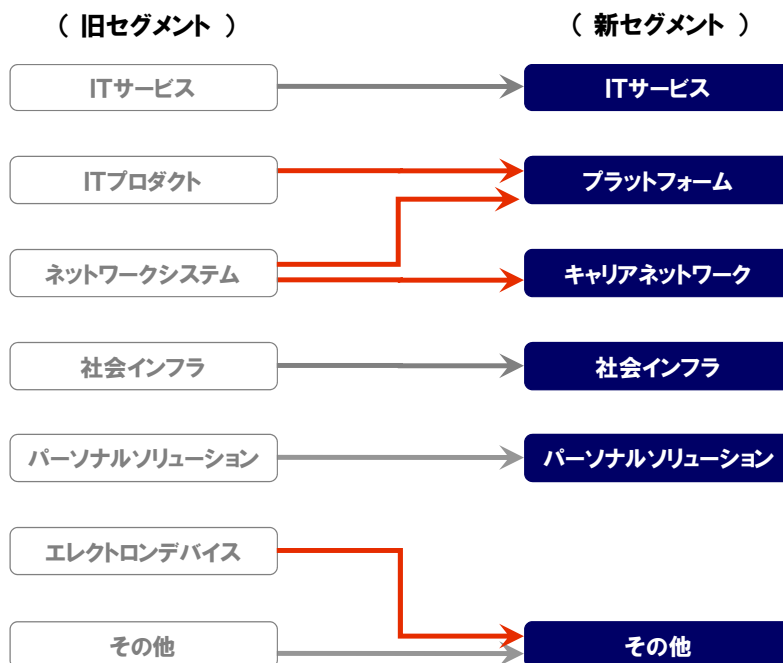 （ 旧セグメント ）
（ 新セグメント ）
ITサービス
ITサービス
ITプロダクト
プラットフォーム
ネットワークシステム
キャリアネットワーク
社会インフラ
社会インフラ
パーソナルソリューション
パーソナルソリューション
エレクトロンデバイス
その他
その他